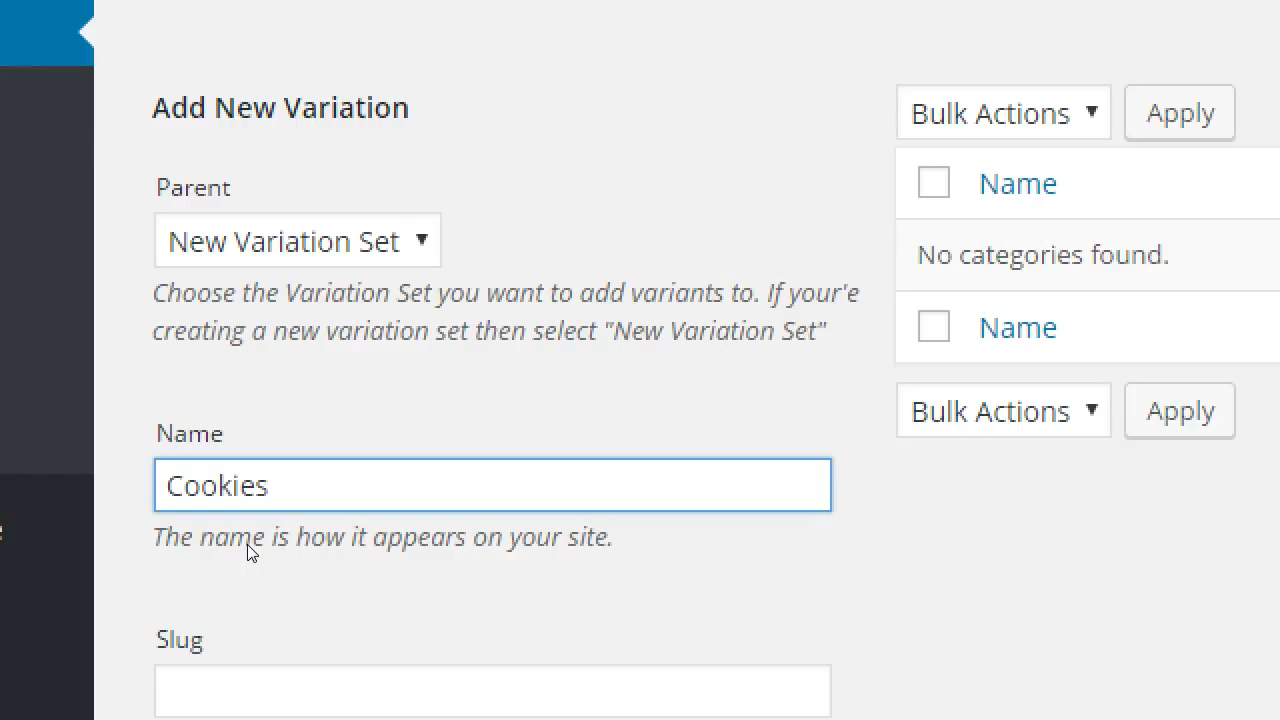 Add New Variation
Parent
New Variation Set
Choose the Variation Set you want to add variants to. If your'e
creating a new variation set then select "New Variation Set"
Name
Cookies
The name is how it appears on your site.
Slug
Bulk Actions
Apply
Name
No categories found.
Name
Bulk Actions
Apply